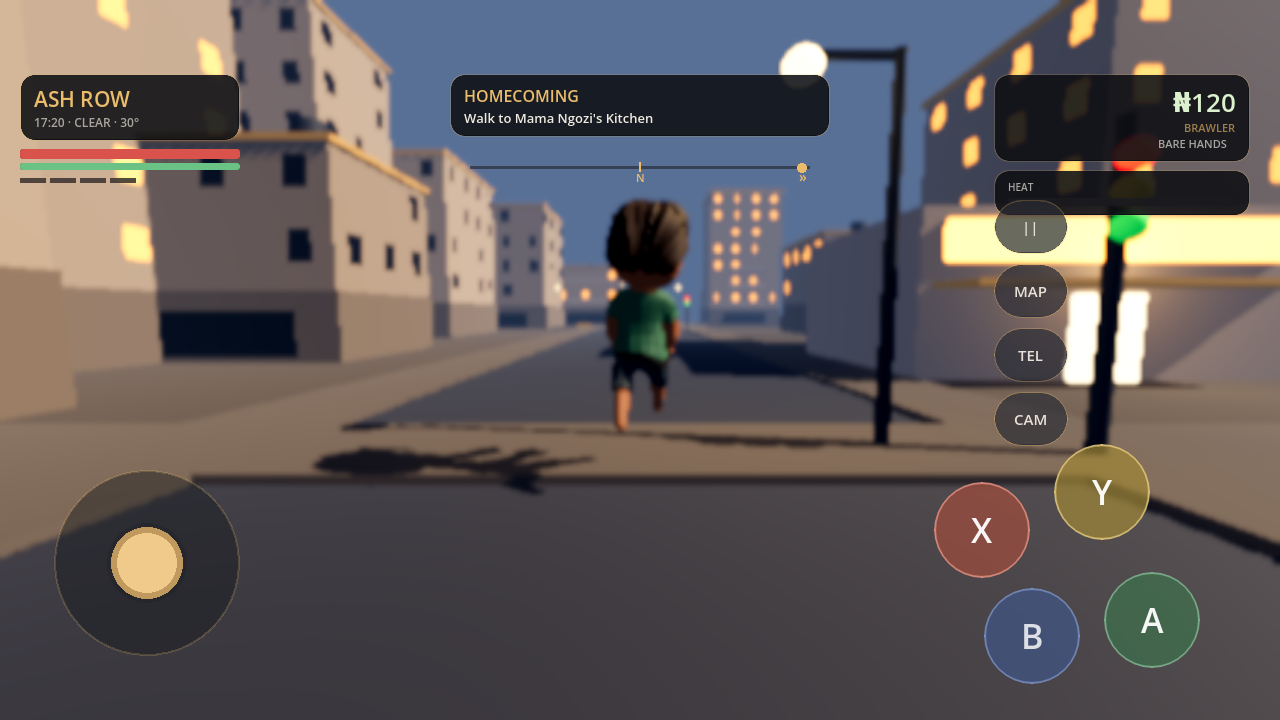 ASH ROW
17:20 · CLEAR · 30°
HOMECOMING
Walk to Mama Ngozi's Kitchen
N
»
₦120
BRAWLER
BARE HANDS
HEAT
||
MAP
TEL
CAM
Y
X
B
A